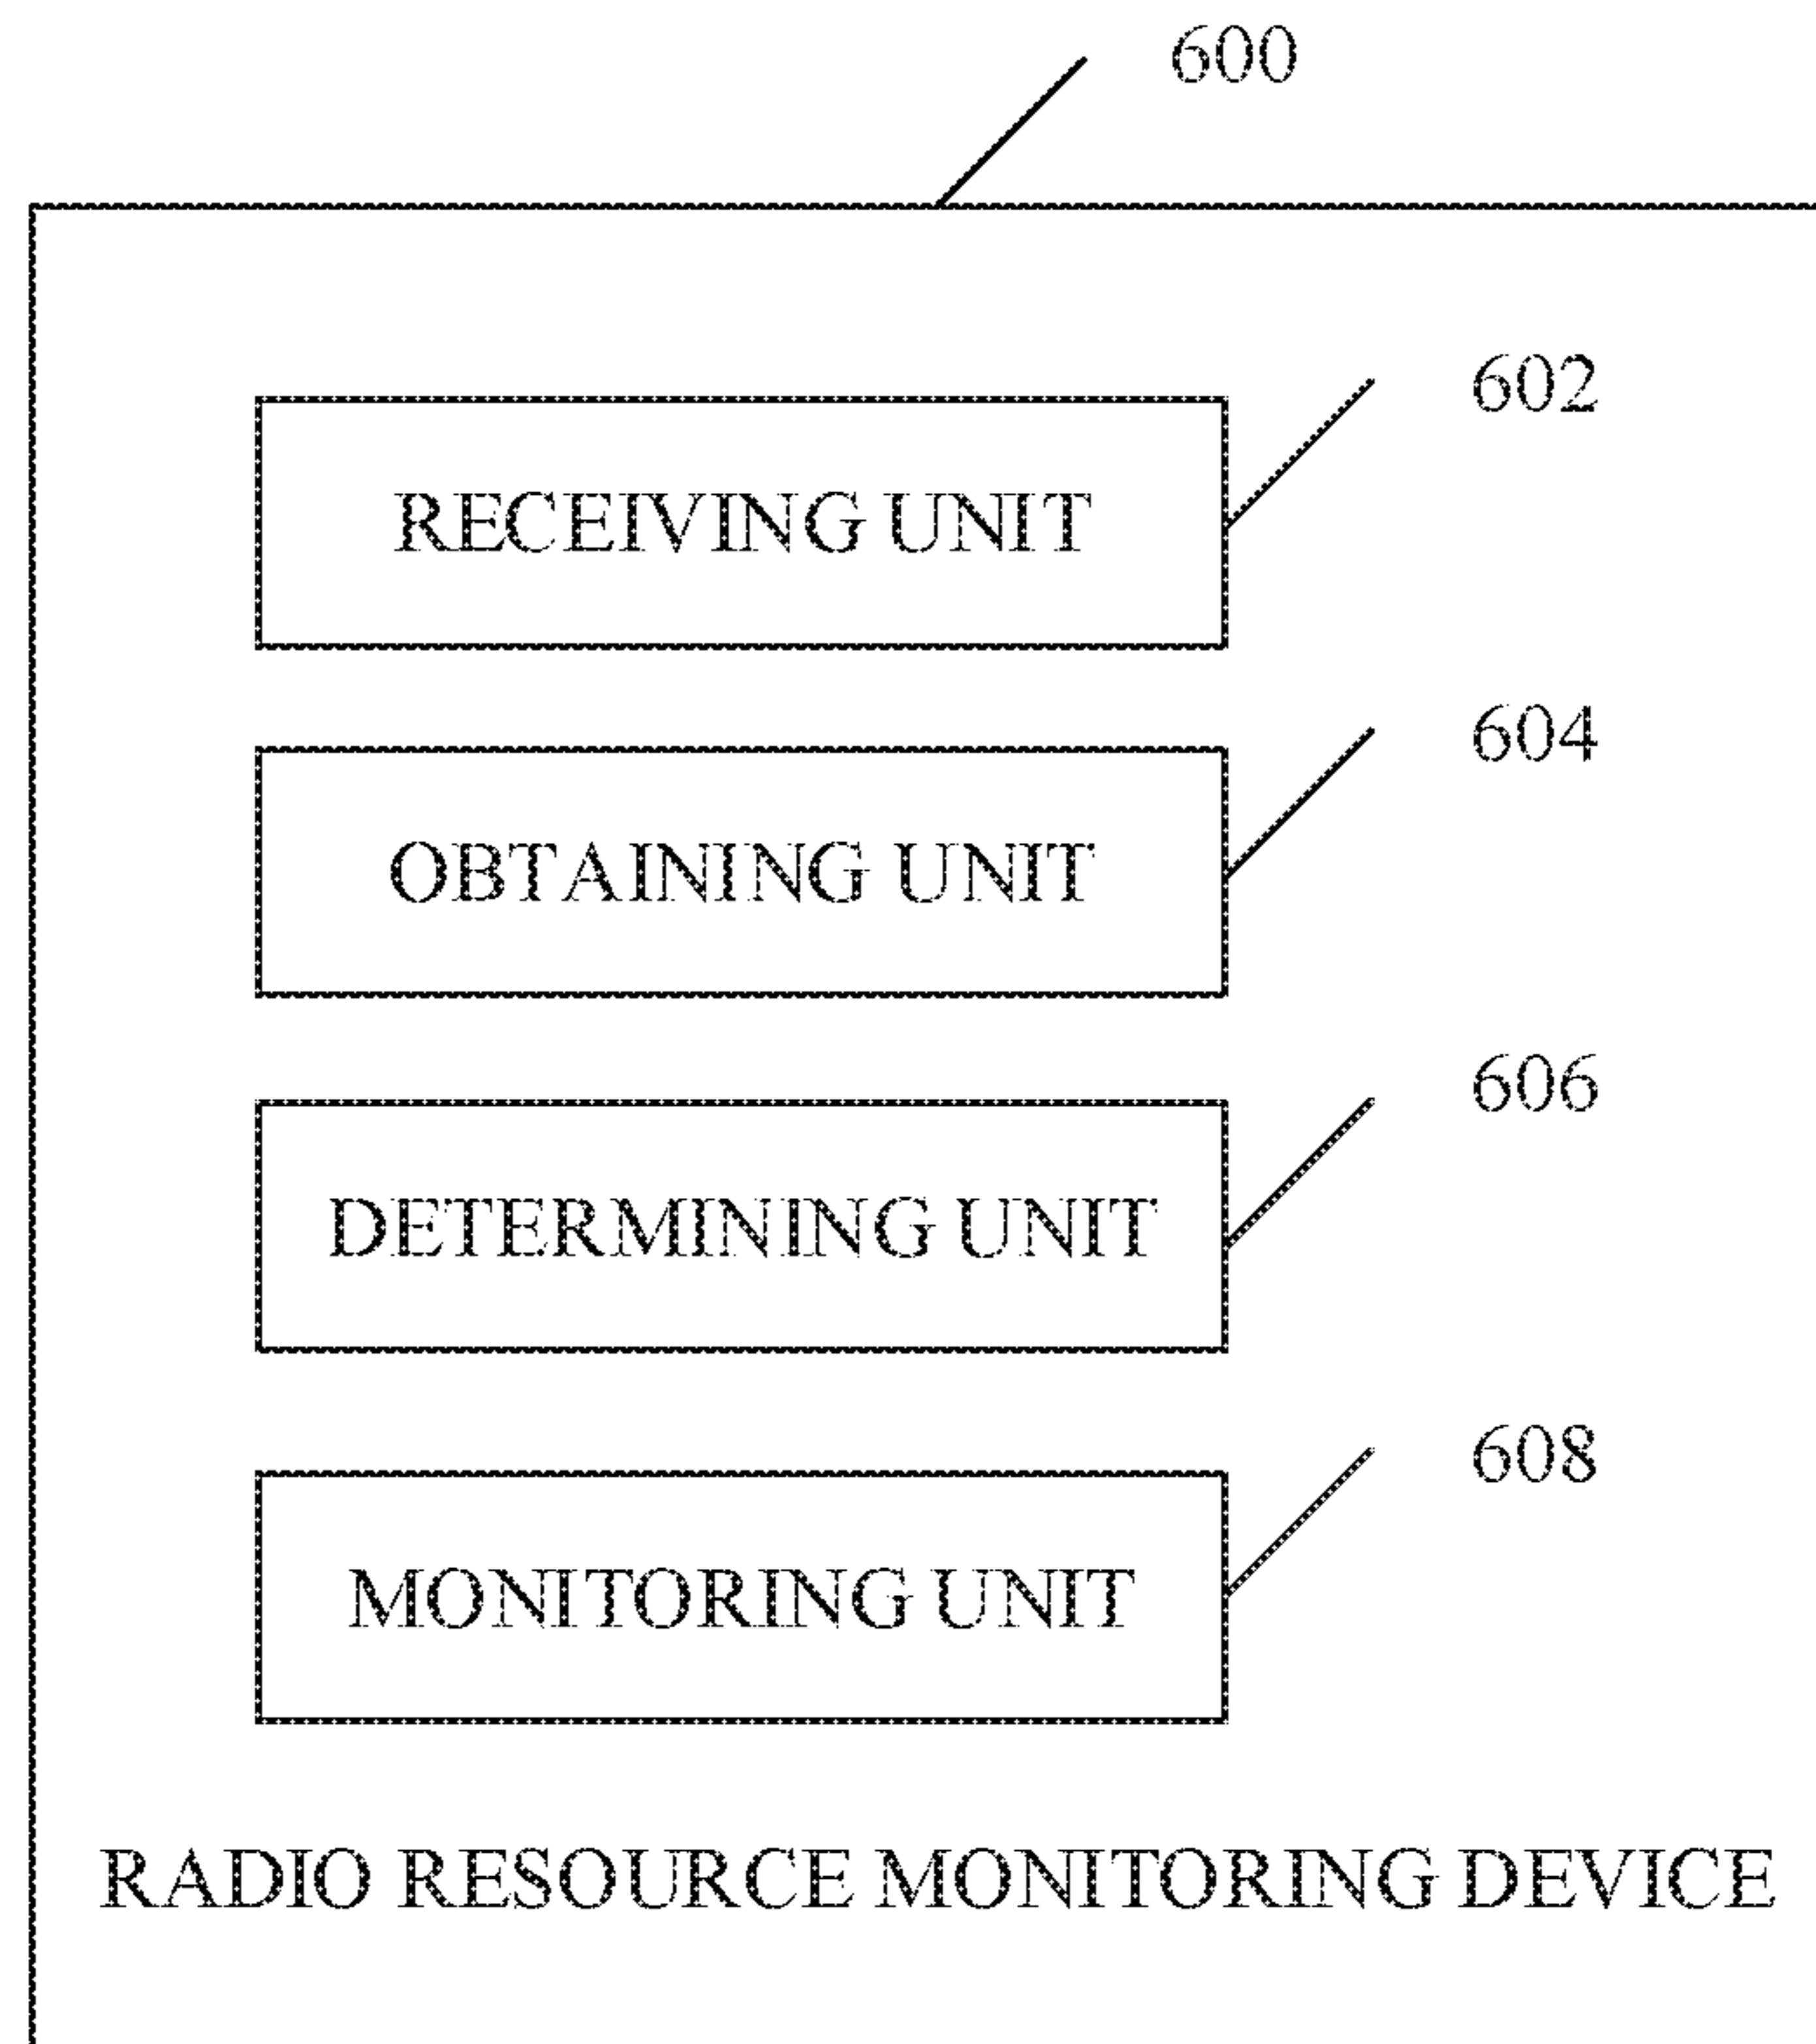 600
602
RECEIVING UNIT
604
OBTAINING UNIT
606
DETERMINING UNIT
608
MONITORING UNIT
RADIO RESOURCE MONITORING DEVICE